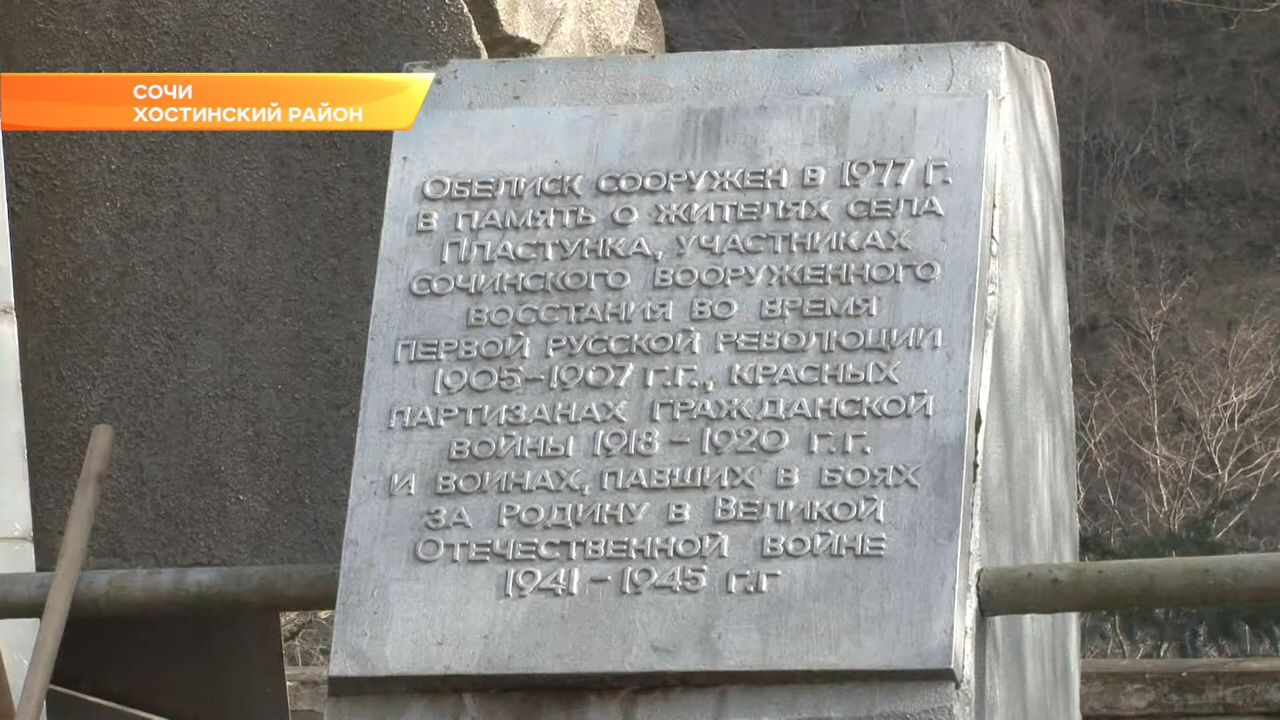 СОЧИ
ХОСТИНСКИЙ РАЙОН
ОБЕЛИСК СООРУЖЕН В 1977 Г.
В ПАМЯТЬ О ЖИТЕЛЯХ СЕЛА
ПЛАСТУНКА, УЧАСТНИКАХ
СОЧИНСКОГО ВООРУЖЕННОГО
ВОССТАНИЯ ВО ВРЕМЯ
ПЕРВОЙ РУССКОЙ РЕВОЛЮЦИИ
1905-1907 Г.Г., КРАСНЫХ
ПАРТИЗАНАХ ГРАЖДАНСКОЙ
ВОЙНЫ 1918 - 1920 Г.Г.
И ВОИНАХ, ПАВШИХ В БОЯХ
ЗА РОДИНУ В ВЕЛИКОЙ
ОТЕЧЕСТВЕННОЙ ВОЙНЕ
1941 - 1945 Г.Г